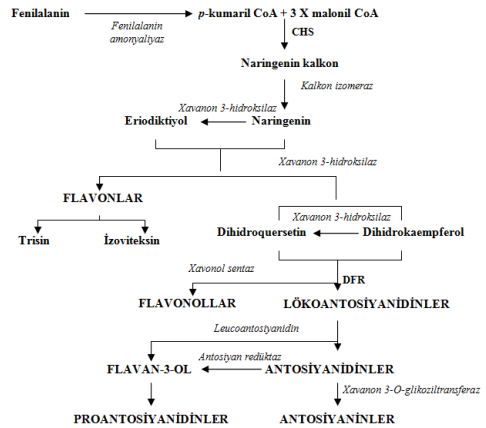 Fenilalanin
p-kumaril CoA + 3 X malonil CoA
Fenilalanin
amonyaliyaz
CHS
Naringenin kalkon
Kalkon izomeraz
Xavanon 3-hidroksilaz
Eriodiktiyol
Naringenin
Xavanon 3-hidroksilaz
FLAVONLAR
Xavanon 3-hidroksilaz
Trisin
İzoviteksin
Dihidroquersetin
Dihidrokaempferol
Xavonol sentaz
DFR
FLAVONOLLAR
LÖKOANTOSİYANİDİNLER
Leucoantosiyanidin
Antosiyan redüktaz
FLAVAN-3-OL
ANTOSİYANİDİNLER
Xavanon 3-O-glikoziltransferaz
PROANTOSİYANİDİNLER
ANTOSİYANİNLER